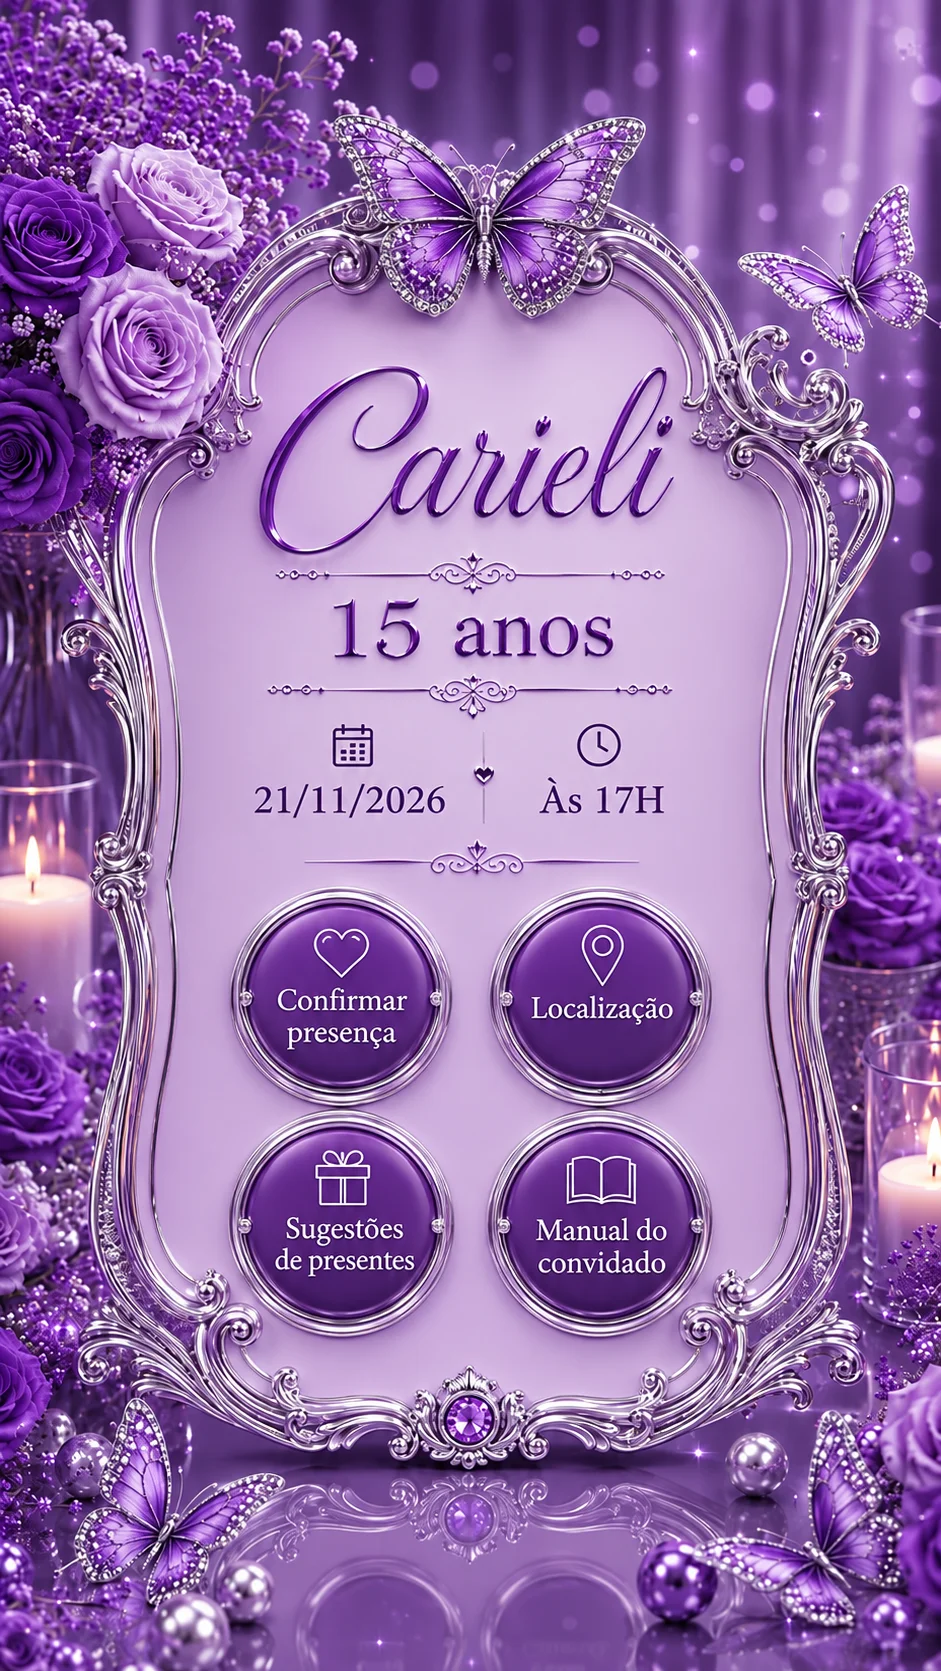 Carieli
15 anos
21/11/2026
Às 17H
Confirmar
presença
Localização
Sugestões
de presentes
Manual do
convidado